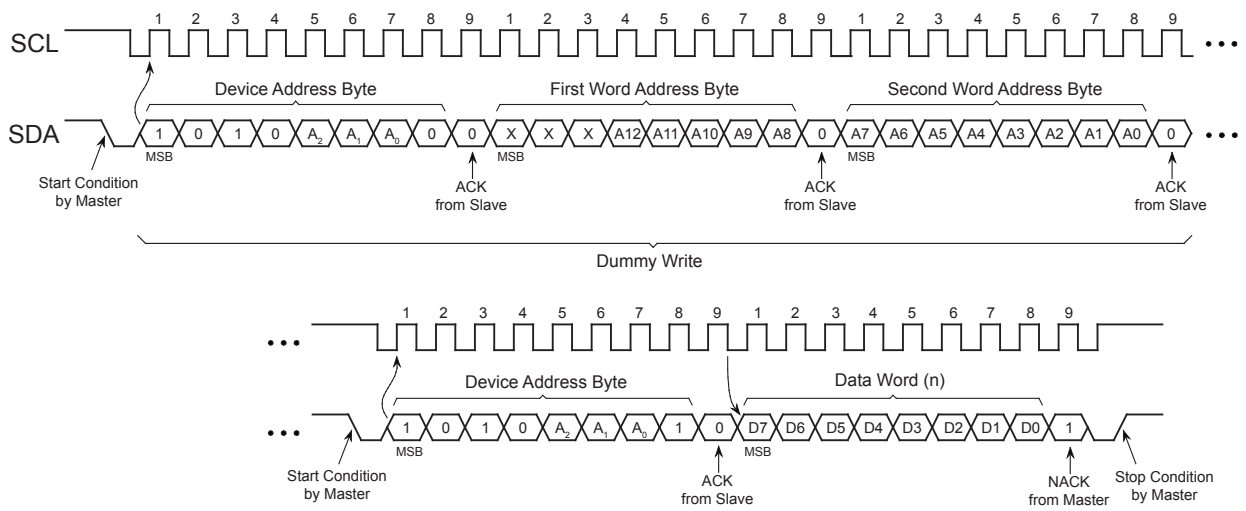 1 2 3 4 5 6 7 8 9 1 2 3 4 5 6 7 8 9 1 2 3 4 5 6 7 8 9
SCL
Device Address Byte First Word Address Byte Second Word Address Byte
SDA 1 0 1 0 A₂ A₁ A₀ 0 0 X X X A12 A11 A10 A9 A8 0 A7 A6 A5 A4 A3 A2 A1 A0 0
MSB MSB MSB
Start Condition
by Master
ACK
from Slave
ACK
from Slave
ACK
from Slave
Dummy Write
1 2 3 4 5 6 7 8 9 1 2 3 4 5 6 7 8 9
Device Address Byte Data Word (n)
1 0 1 0 A₂ A₁ A₀ 1 0 D7 D6 D5 D4 D3 D2 D1 D0 1
MSB MSB
Start Condition
by Master
ACK
from Slave
NACK
from Master
Stop Condition
by Master